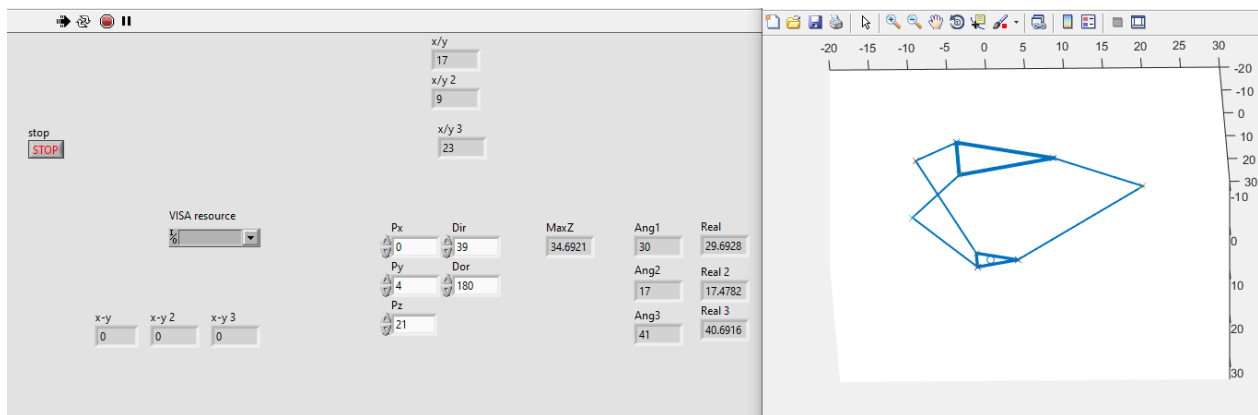 x/y
17
x/y 2
9
x/y 3
23
stop
STOP
VISA resource
I/0
Px
0
Dir
39
MaxZ
34.6921
Ang1
30
Real
29.6928
Py
4
Dor
180
Ang2
17
Real 2
17.4782
Pz
21
Ang3
41
Real 3
40.6916
x-y
0
x-y 2
0
x-y 3
0
-20 -15 -10 -5 0 5 10 15 20 25 30
-20
-10
0
10
20
30
-10
0
10
20
30